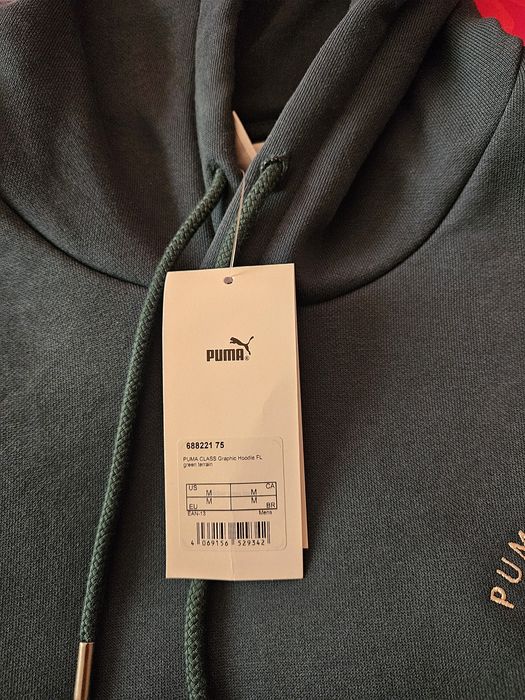 PUMA®
688221 75
PUMA CLASS Graphic Hoodie FL
green terrain
US M M CA
EU M M BR
EAN-13 Mens
4 069156 529342
PUM